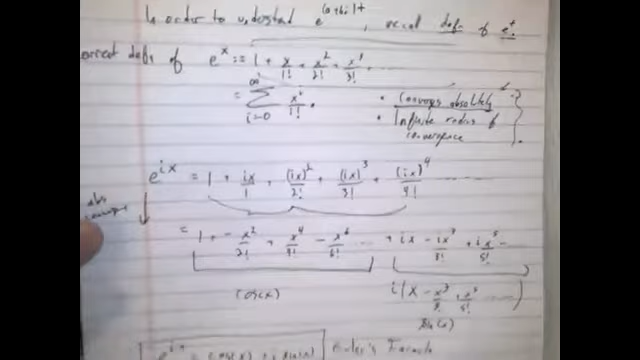 In order to understand e^{(a+bi)t}, recall defn of e^t.
correct defn of e^x := 1 + x/1! + x^2/2! + x^3/3! ...
= ∑_{i=0}^{∞} x^i/i!.
• Converges absolutely
• Infinite radius of
convergence
e^{ix} = 1 + ix/1 + (ix)^2/2! + (ix)^3/3! + (ix)^4/4! ...
abs
converges
= 1 + -x^2/2! + x^4/4! - x^6/6! ... + ix - ix^3/3! + ix^5/5! ...
cos(x)
i(x - x^3/3! + x^5/5! ...)
sin(x)
e^{ix} = cos(x) + i sin(x)
Euler's Formula